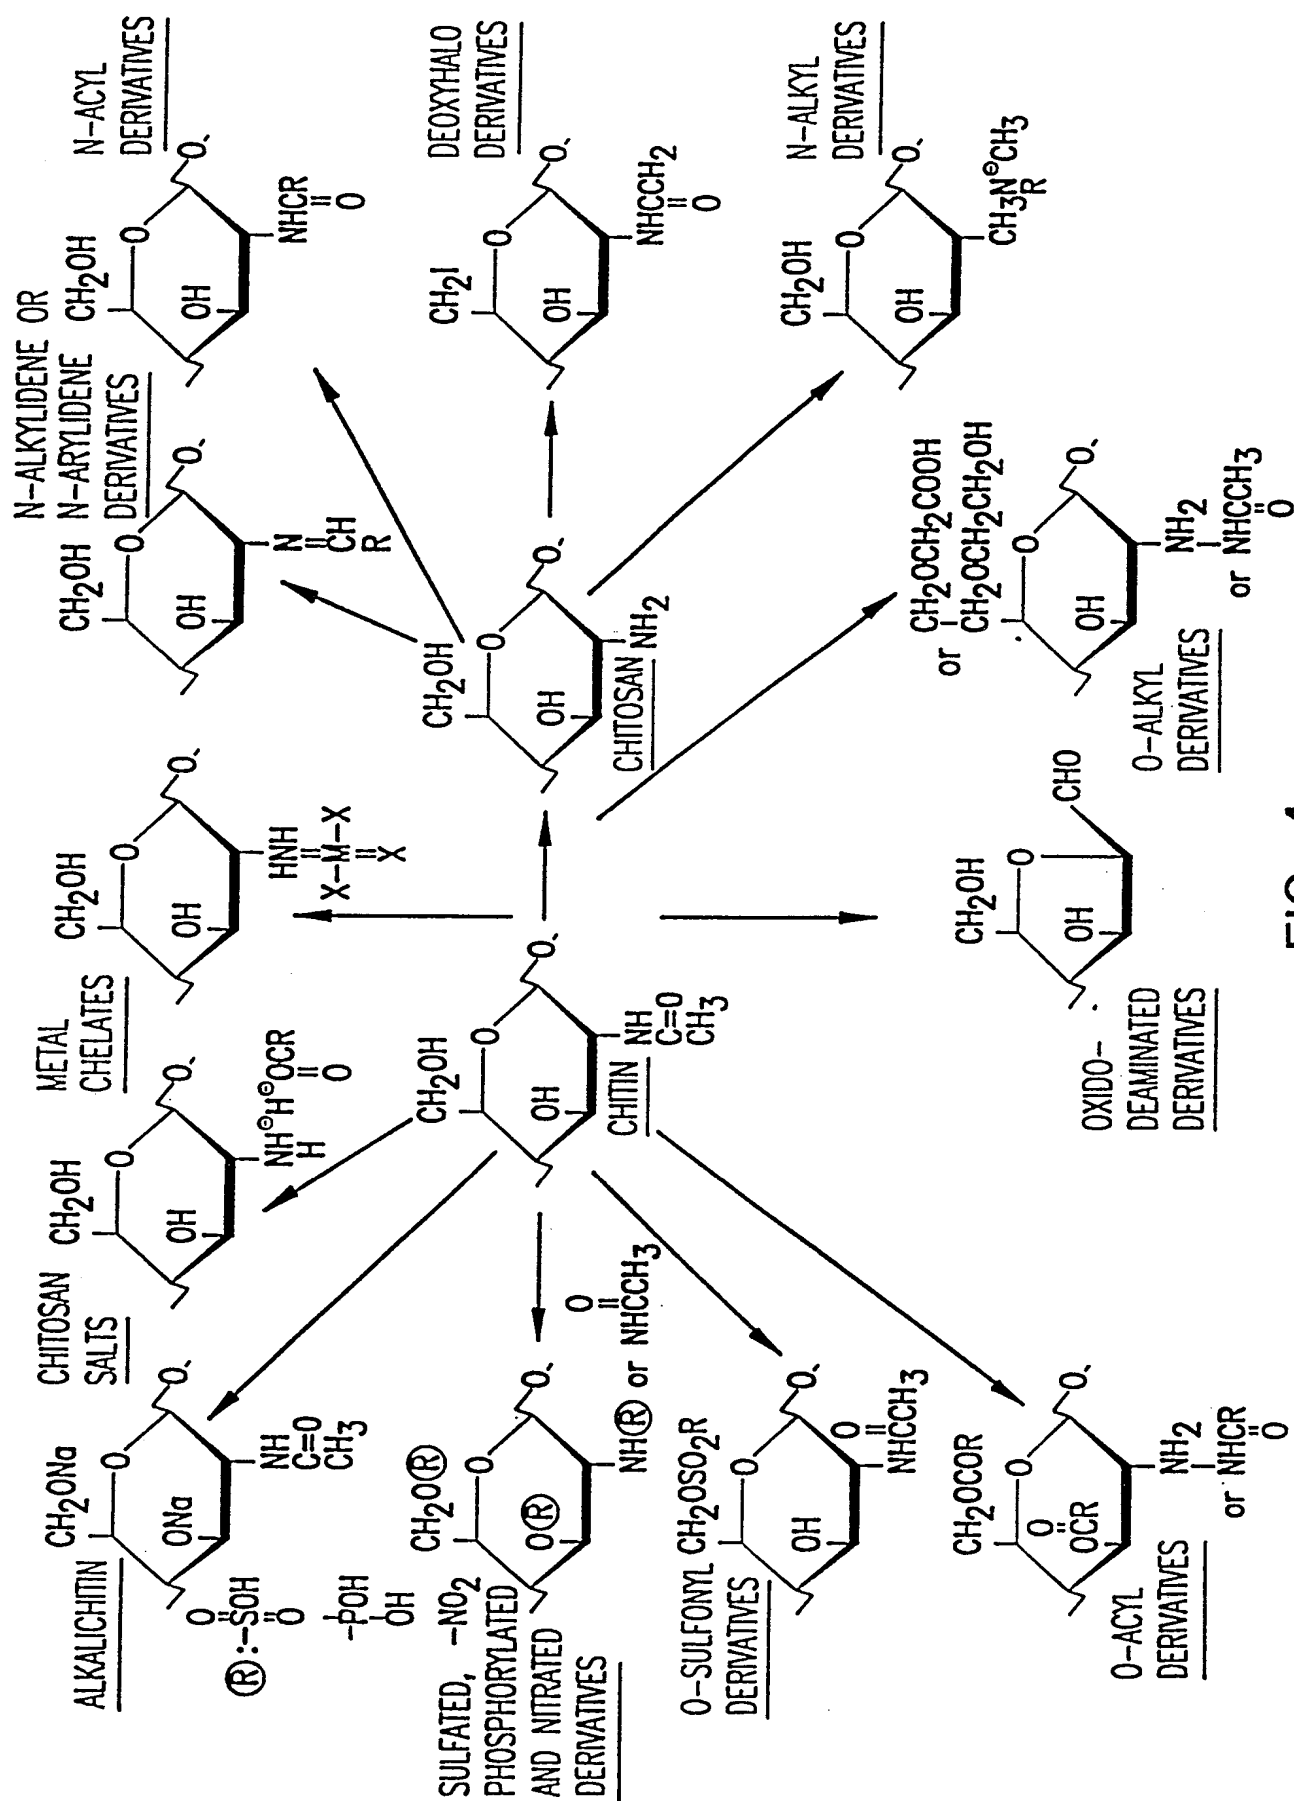 ALKALICHITIN
CH2ONa
O
ONa
O
NH
C=O
CH3
CHITOSAN
SALTS
CH2OH
O
OH
O
NH⊖H⊖OCR
H
O
METAL
CHELATES
CH2OH
O
OH
O
HNH
X-M-X
X
N-ALKYLIDENE OR
N-ARYLIDENE
DERIVATIVES
CH2OH
O
OH
O
N
CH
R
N-ACYL
DERIVATIVES
CH2OH
O
OH
O
NHCR
O
Ⓡ:-SOH
O
O
-POH
OH
-NO2
SULFATED,
PHOSPHORYLATED
AND NITRATED
DERIVATIVES
CH2OⓇ
O
OⓇ
O
NHⓇ or NHCCH3
O
CH2OH
O
OH
O
NH
C=O
CH3
CHITIN
CH2OH
O
OH
O
NH2
CHITOSAN
DEOXYHALO
DERIVATIVES
CH2I
O
OH
O
NHCCH2
O
O-SULFONYL
DERIVATIVES
CH2OSO2R
O
OH
O
O
NHCCH3
N-ALKYL
DERIVATIVES
CH2OH
O
OH
O
CH3N⊖CH3
R
O-ACYL
DERIVATIVES
CH2OCOR
O
O
OCR
O
NH2
or NHCR
O
OXIDO-
DEAMINATED
DERIVATIVES
CH2OH
O
OH
CHO
O-ALKYL
DERIVATIVES
CH2OCH2COOH
or CH2OCH2CH2OH
O
OH
O
NH2
or NHCCH3
O